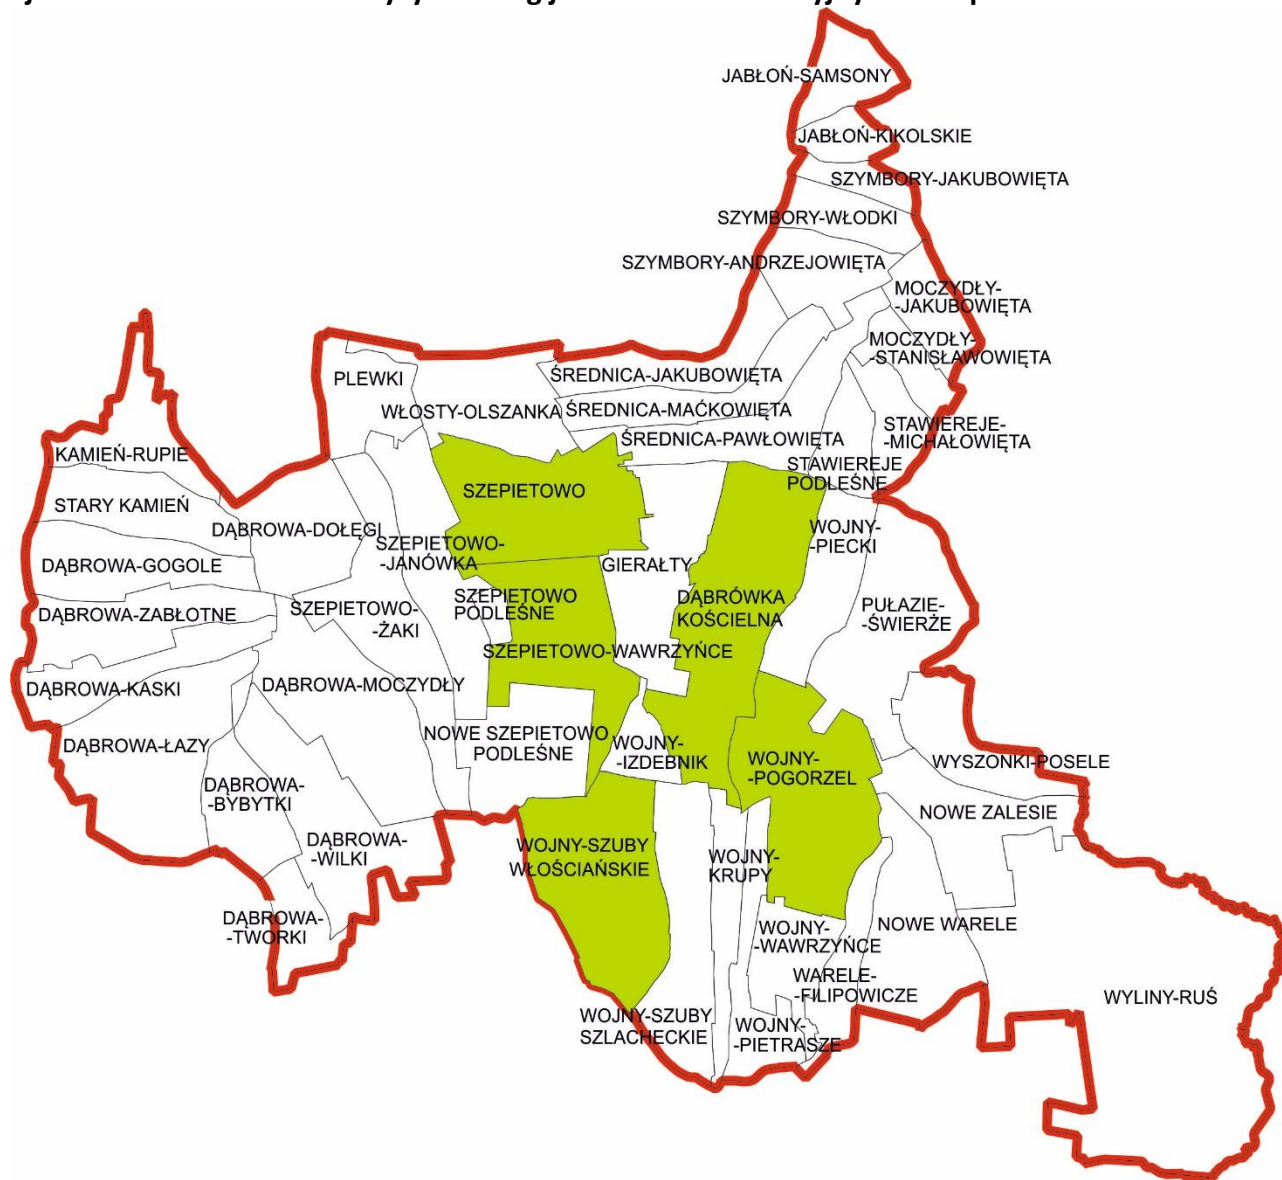 JABŁOŃ-SAMSONY
JABŁOŃ-KIKOLSKIE
SZYMBORY-JAKUBOWIĘTA
SZYMBORY-WŁODKI
SZYMBORY-ANDRZEJOWIĘTA
MOCZYDŁY-
-JAKUBOWIĘTA
MOCZYDŁY-
-STANISŁAWOWIĘTA
PLEWKI
ŚREDNICA-JAKUBOWIĘTA
WŁOSTY-OLSZANKA
ŚREDNICA-MAĆKOWIĘTA
ŚREDNICA-PAWŁOWIĘTA
STAWIEREJE-
-MICHAŁOWIĘTA
KAMIEŃ-RUPIE
STAWIEREJE
PODLEŚNE
SZEPIETOWO
STARY KAMIEŃ
DĄBROWA-DOŁĘGI
WOJNY-
-PIECKI
SZEPIETOWO-
-JANÓWKA
GIERAŁTY
DĄBROWA-GOGOLE
SZEPIETOWO
PODLEŚNE
DĄBRÓWKA
KOŚCIELNA
PUŁAZIE-
-ŚWIERŻE
DĄBROWA-ZABŁOTNE
SZEPIETOWO-
-ŻAKI
SZEPIETOWO-WAWRZYŃCE
DĄBROWA-KASKI
DĄBROWA-MOCZYDŁY
DĄBROWA-ŁAZY
NOWE SZEPIETOWO
PODLEŚNE
WOJNY-
-IZDEBNIK
WOJNY-
-POGORZEL
WYSZONKI-POSELE
DĄBROWA-
-BYBYTKI
NOWE ZALESIE
DĄBROWA-
-WILKI
WOJNY-SZUBY
WŁOŚCIAŃSKIE
WOJNY-
KRUPY
DĄBROWA-
-TWORKI
WOJNY-
-WAWRZYŃCE
NOWE WARELE
WARELE-
-FILIPOWICZE
WYLINY-RUŚ
WOJNY-SZUBY
SZLACHECKIE
WOJNY-
-PIETRASZE